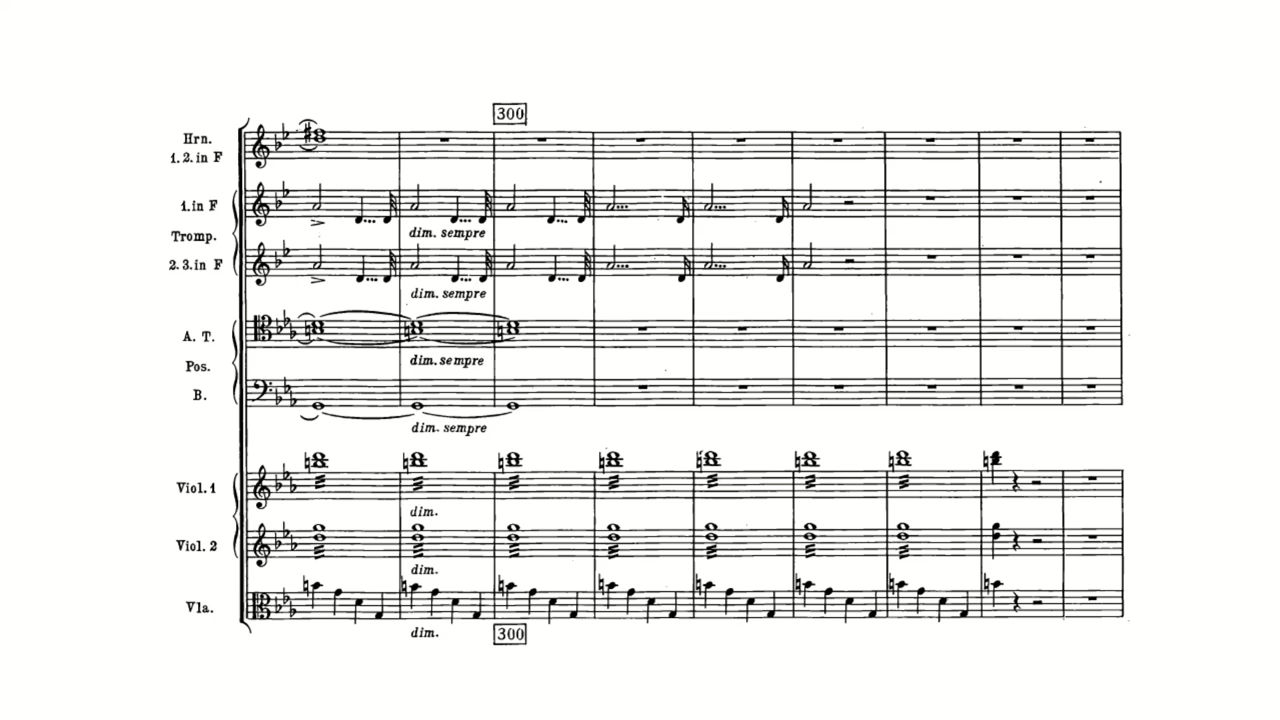 300
Hrn.
1. 2. in F
1. in F
Tromp.
dim. sempre
2. 3. in F
dim. sempre
A. T.
dim. sempre
Pos.
B.
dim. sempre
Viol. 1
dim.
Viol. 2
dim.
Vla.
dim.
300